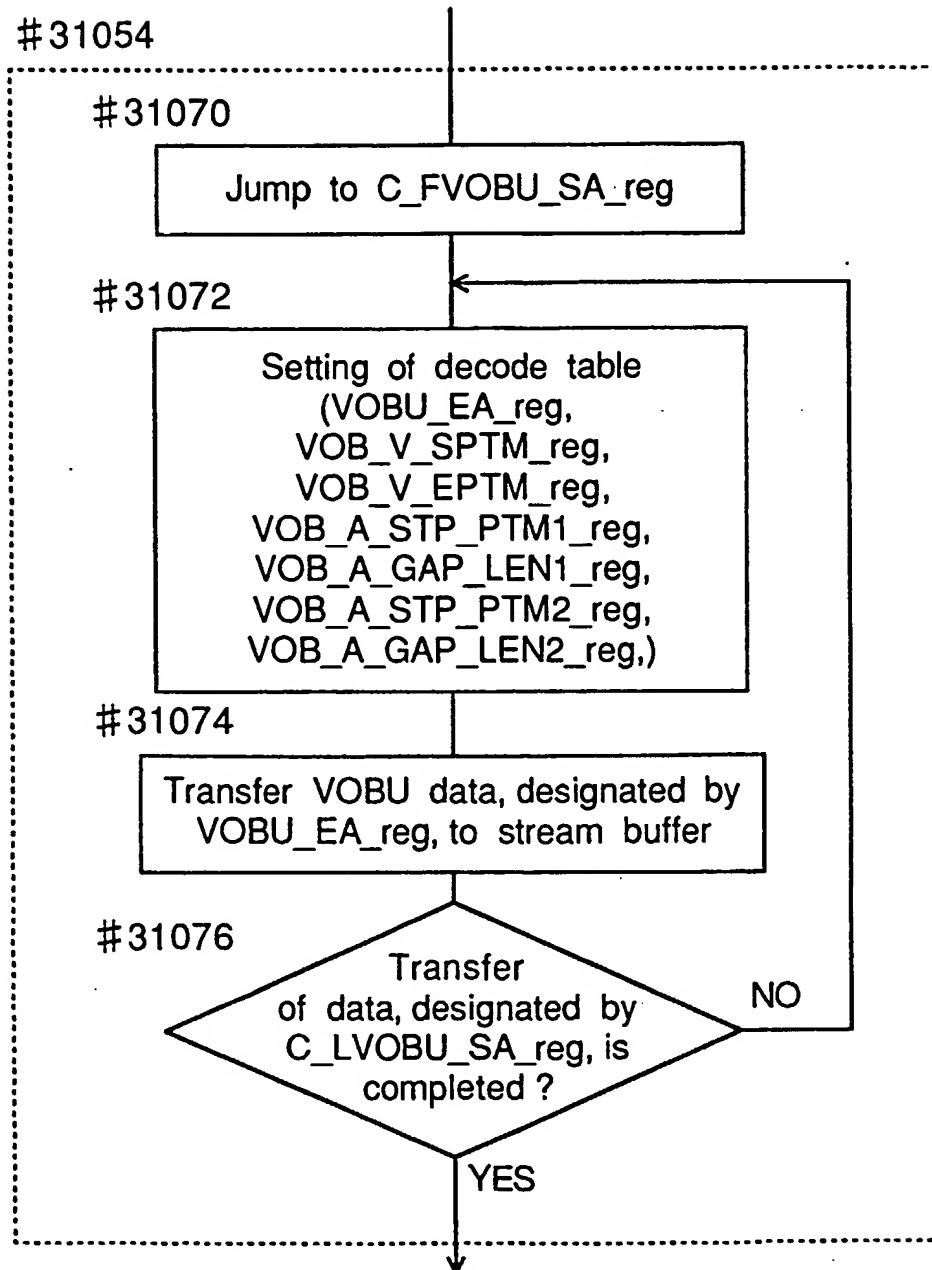 #31054
#31070
Jump to C_FVOBU_SA_reg
#31072
Setting of decode table
(VOBU_EA_reg,
VOB_V_SPTM_reg,
VOB_V_EPTM_reg,
VOB_A_STP_PTM1_reg,
VOB_A_GAP_LEN1_reg,
VOB_A_STP_PTM2_reg,
VOB_A_GAP_LEN2_reg,)
#31074
Transfer VOBU data, designated by
VOBU_EA_reg, to stream buffer
#31076
Transfer
of data, designated by
C_LVOBU_SA_reg, is
completed ?
NO
YES